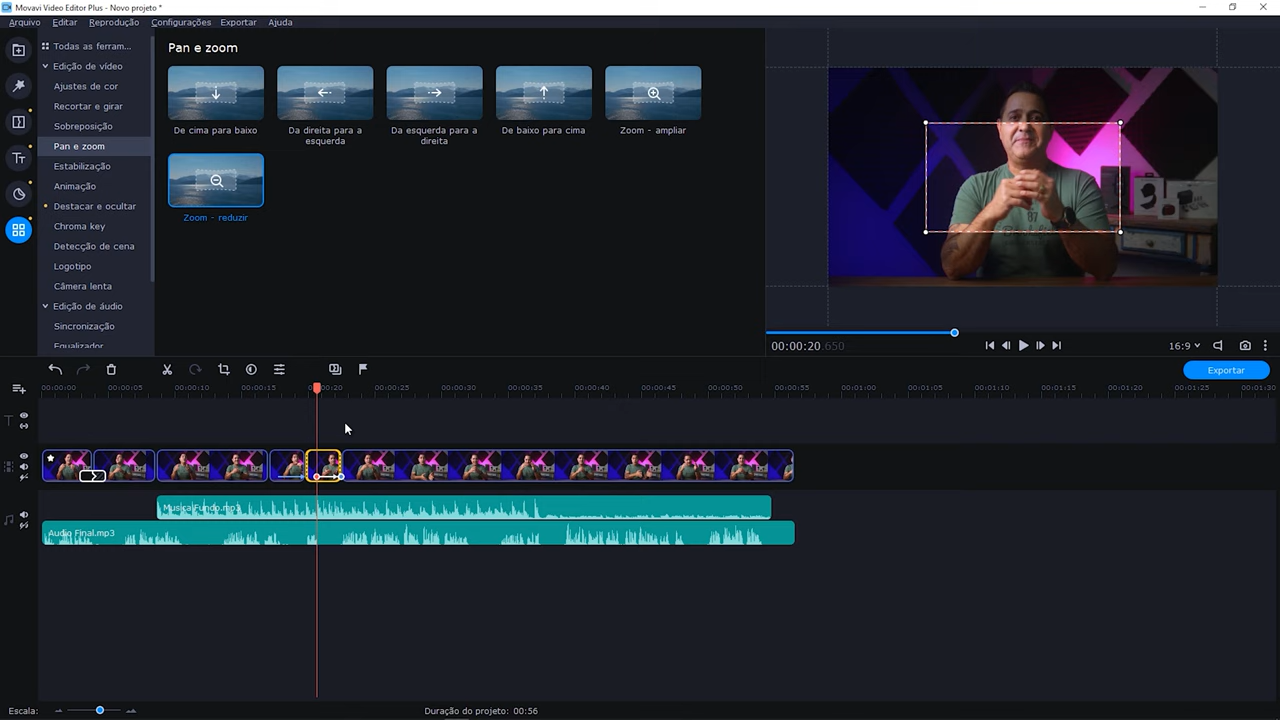 Movavi Video Editor Plus - Novo projeto *
Arquivo Editar Reprodução Configurações Exportar Ajuda
Todas as ferram...
Edição de vídeo
Ajustes de cor
Recortar e girar
Sobreposição
Pan e zoom
Estabilização
Animação
Destacar e ocultar
Chroma key
Detecção de cena
Logotipo
Câmera lenta
Edição de áudio
Sincronização
Equalizador
Pan e zoom
De cima para baixo
Da direita para a
esquerda
Da esquerda para a
direita
De baixo para cima
Zoom - ampliar
Zoom - reduzir
87
00:00:20.650
16:9
Exportar
00:00:00 00:00:05 00:00:10 00:00:15 00:00:20 00:00:25 00:00:30 00:00:35 00:00:40 00:00:45 00:00:50 00:00:55 00:01:00 00:01:05 00:01:10 00:01:15 00:01:20 00:01:25 00:01:30
Musica Fundo.mp3
Audio Final.mp3
Escala:
Duração do projeto: 00:56